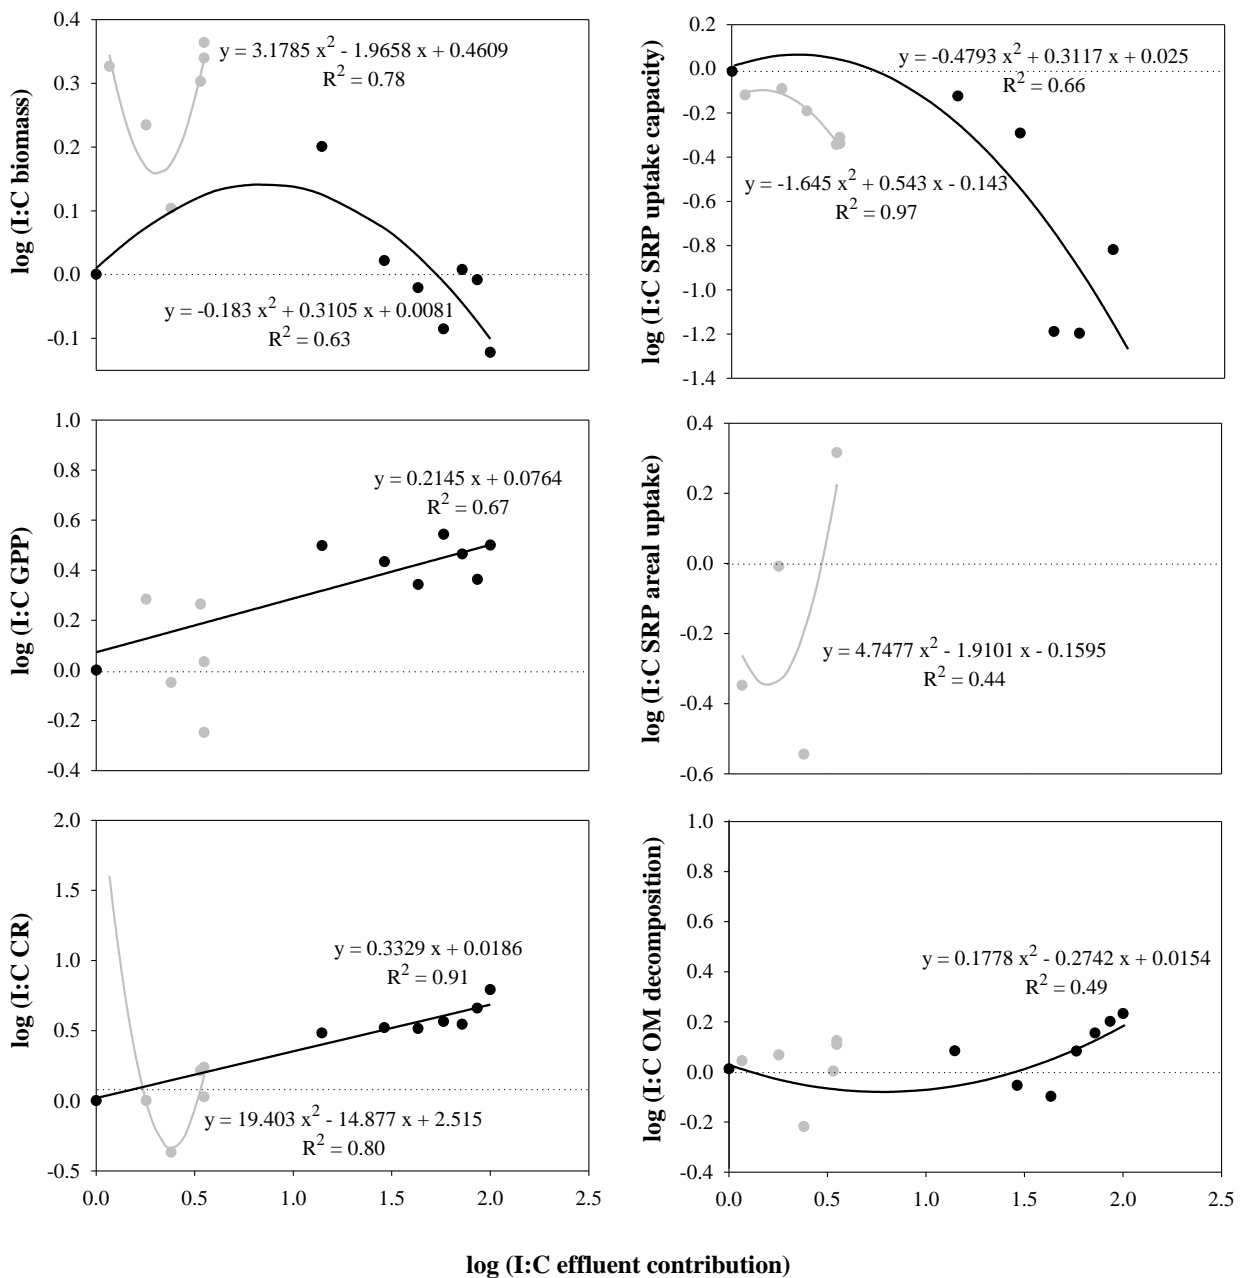 log (I:C biomass)
0.4
0.3
0.2
0.1
0.0
-0.1
y = 3.1785 x² - 1.9658 x + 0.4609
R² = 0.78
y = -0.183 x² + 0.3105 x + 0.0081
R² = 0.63
log (I:C SRP uptake capacity)
0.2
0.0
-0.2
-0.4
-0.6
-0.8
-1.0
-1.2
-1.4
y = -0.4793 x² + 0.3117 x + 0.025
R² = 0.66
y = -1.645 x² + 0.543 x - 0.143
R² = 0.97
log (I:C GPP)
1.0
0.8
0.6
0.4
0.2
0.0
-0.2
-0.4
y = 0.2145 x + 0.0764
R² = 0.67
log (I:C SRP areal uptake)
0.4
0.2
0.0
-0.2
-0.4
-0.6
y = 4.7477 x² - 1.9101 x - 0.1595
R² = 0.44
log (I:C CR)
2.0
1.5
1.0
0.5
0.0
-0.5
y = 0.3329 x + 0.0186
R² = 0.91
y = 19.403 x² - 14.877 x + 2.515
R² = 0.80
0.0 0.5 1.0 1.5 2.0 2.5
log (I:C OM decomposition)
1.0
0.8
0.6
0.4
0.2
0.0
-0.2
-0.4
y = 0.1778 x² - 0.2742 x + 0.0154
R² = 0.49
0.0 0.5 1.0 1.5 2.0 2.5
log (I:C effluent contribution)